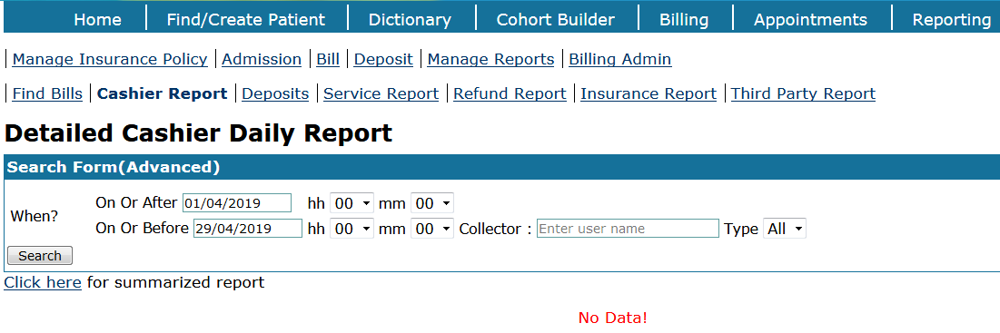 Home Find/Create Patient Dictionary Cohort Builder Billing Appointments Reporting
Manage Insurance Policy Admission Bill Deposit Manage Reports Billing Admin
Find Bills Cashier Report Deposits Service Report Refund Report Insurance Report Third Party Report
Detailed Cashier Daily Report
Search Form(Advanced)
When?
On Or After 01/04/2019 hh 00 mm 00
On Or Before 29/04/2019 hh 00 mm 00 Collector : Enter user name Type All
Search
Click here for summarized report
No Data!